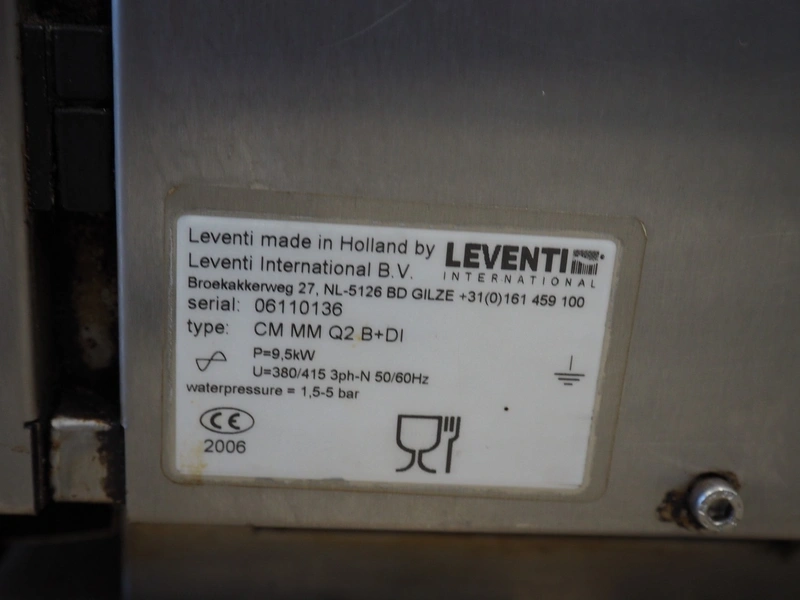 Leventi made in Holland by
Leventi International B.V.
LEVENTI
INTERNATIONAL
Broekakkerweg 27, NL-5126 BD GILZE +31(0)161 459 100
serial: 06110136
type: CM MM Q2 B+DI
P=9,5kW
U=380/415 3ph-N 50/60Hz
waterpressure = 1,5-5 bar
CE
2006